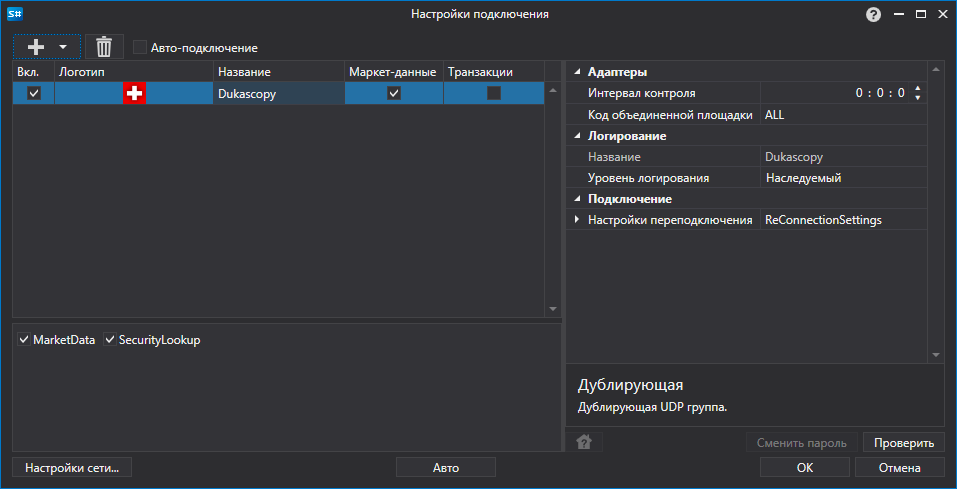 S# Настройки подключения ?
Авто-подключение
Вкл. Логотип Название Маркет-данные Транзакции
Dukascopy
MarketData SecurityLookup
Адаптеры
Интервал контроля 0 : 0 : 0
Код объединенной площадки ALL
Логирование
Название Dukascopy
Уровень логирования Наследуемый
Подключение
Настройки переподключения ReConnectionSettings
Дублирующая
Дублирующая UDP группа.
? Сменить пароль Проверить
Настройки сети... Авто OK Отмена